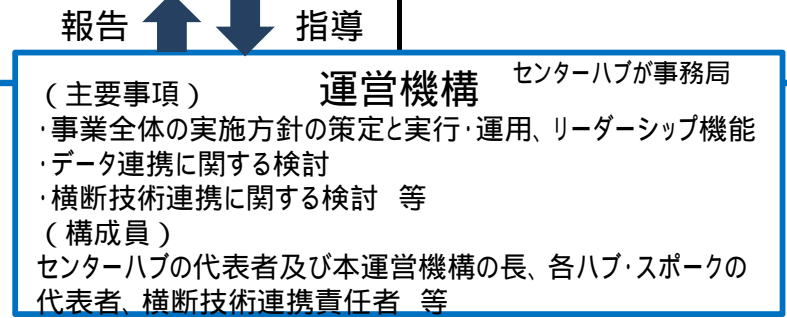 報告 指導
運営機構 センターハブが事務局
（主要事項）
･事業全体の実施方針の策定と実行･運用、リーダーシップ機能
･データ連携に関する検討
･横断技術連携に関する検討　等
（構成員）
センターハブの代表者及び本運営機構の長、各ハブ･スポークの
代表者、横断技術連携責任者　等